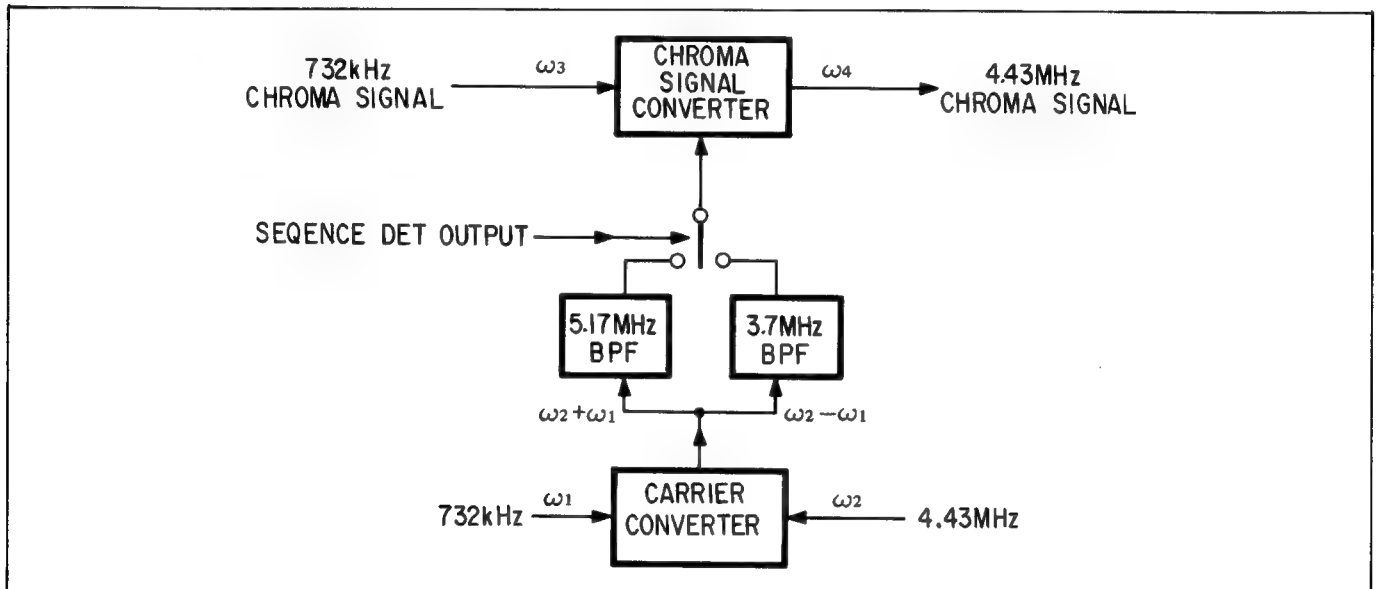 732kHz
CHROMA SIGNAL
ω3
CHROMA
SIGNAL
CONVERTER
ω4
4.43MHz
CHROMA SIGNAL
SEQENCE DET OUTPUT
5.17MHz
BPF
3.7MHz
BPF
ω2+ω1
ω2−ω1
732kHz
ω1
CARRIER
CONVERTER
ω2
4.43MHz